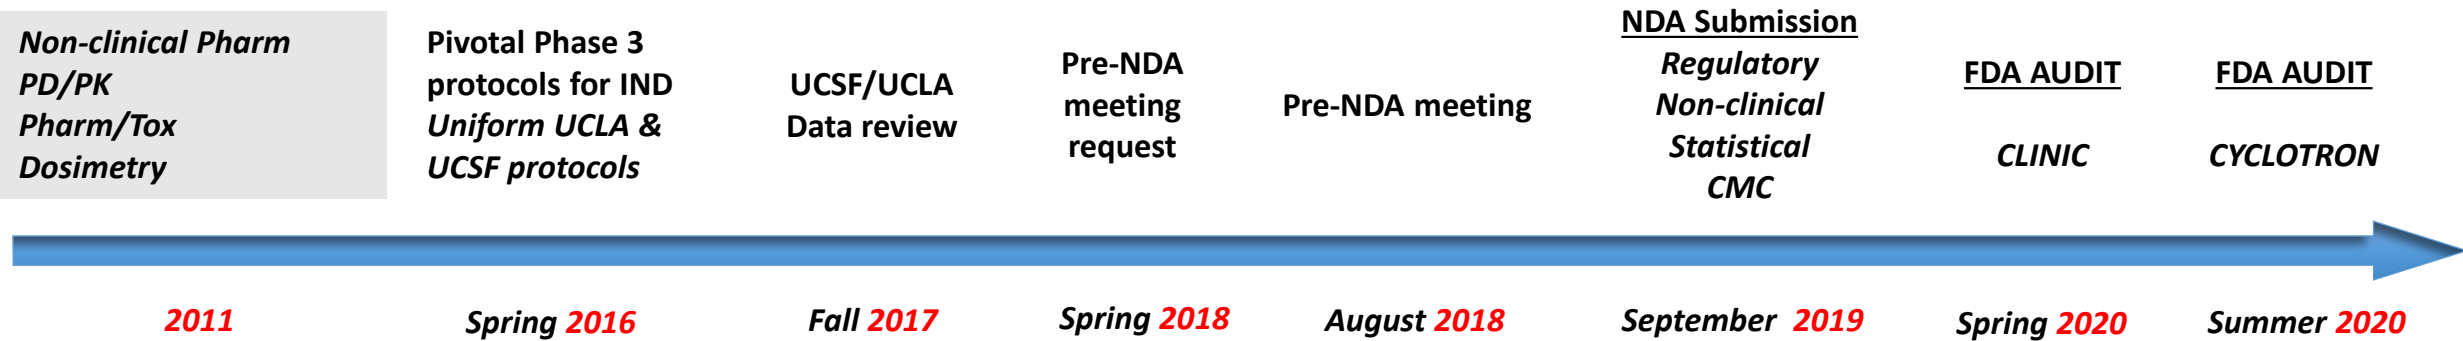 Non-clinical Pharm
PD/PK
Pharm/Tox
Dosimetry
Pivotal Phase 3
protocols for IND
Uniform UCLA &
UCSF protocols
UCSF/UCLA
Data review
Pre-NDA
meeting
request
Pre-NDA meeting
NDA Submission
Regulatory
Non-clinical
Statistical
CMC
FDA AUDIT
CLINIC
FDA AUDIT
CYCLOTRON
2011
Spring 2016
Fall 2017
Spring 2018
August 2018
September 2019
Spring 2020
Summer 2020